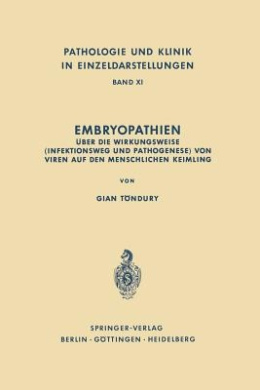 PATHOLOGIE UND KLINIK
IN EINZELDARSTELLUNGEN
BAND XI
EMBRYOPATHIEN
ÜBER DIE WIRKUNGSWEISE
(INFEKTIONSWEG UND PATHOGENESE) VON
VIREN AUF DEN MENSCHLICHEN KEIMLING
VON
GIAN TÖNDURY
SPRINGER-VERLAG
BERLIN · GÖTTINGEN · HEIDELBERG